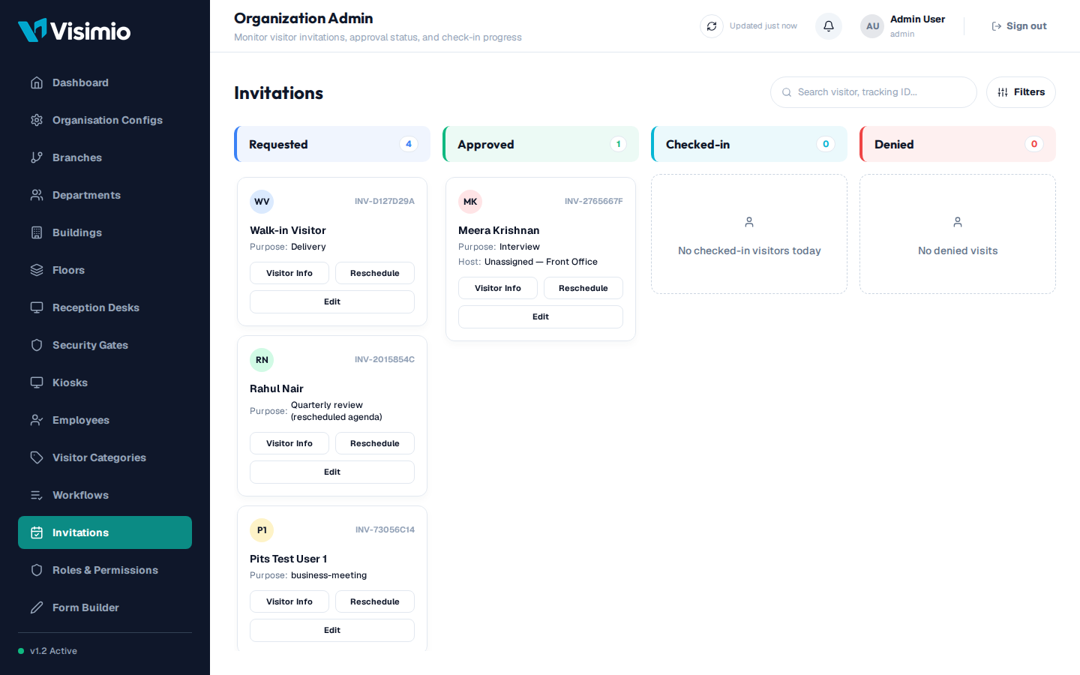 Visimio
Dashboard
Organisation Configs
Branches
Departments
Buildings
Floors
Reception Desks
Security Gates
Kiosks
Employees
Visitor Categories
Workflows
Invitations
Roles & Permissions
Form Builder
v1.2 Active
Organization Admin
Monitor visitor invitations, approval status, and check-in progress
Updated just now
AU
Admin User
admin
Sign out
Invitations
Search visitor, tracking ID...
Filters
Requested 4
WV INV-D127D29A
Walk-in Visitor
Purpose: Delivery
Visitor Info Reschedule
Edit
RN INV-2015854C
Rahul Nair
Purpose: Quarterly review
(rescheduled agenda)
Visitor Info Reschedule
Edit
P1 INV-73056C14
Pits Test User 1
Purpose: business-meeting
Visitor Info Reschedule
Edit
Approved 1
MK INV-2765667F
Meera Krishnan
Purpose: Interview
Host: Unassigned — Front Office
Visitor Info Reschedule
Edit
Checked-in 0
No checked-in visitors today
Denied 0
No denied visits